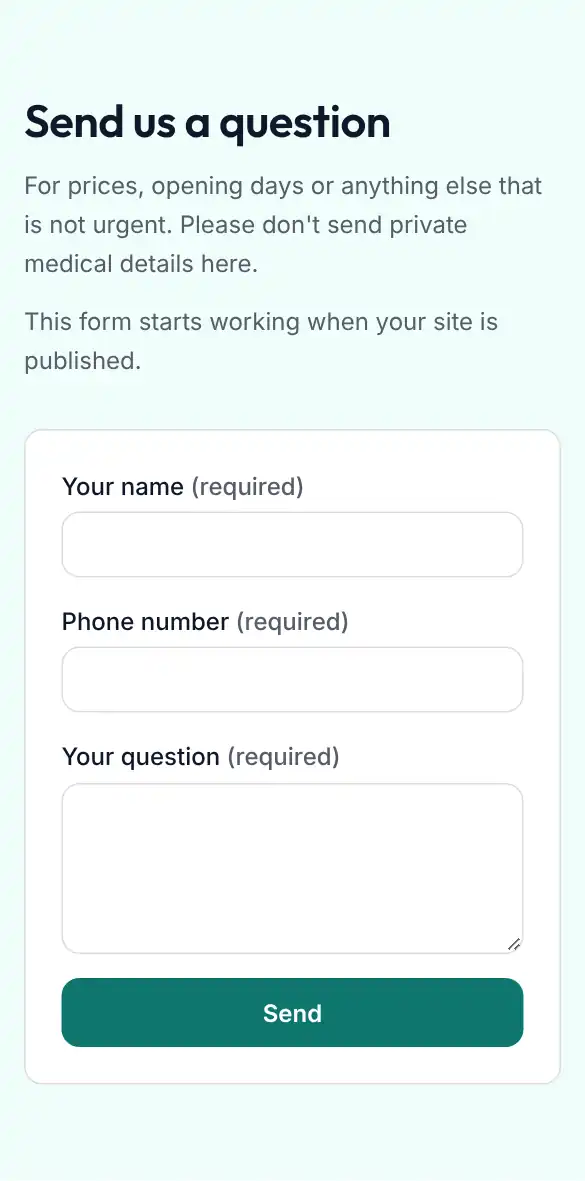 Send us a question
For prices, opening days or anything else that
is not urgent. Please don't send private
medical details here.
This form starts working when your site is
published.
Your name (required)
Phone number (required)
Your question (required)
Send